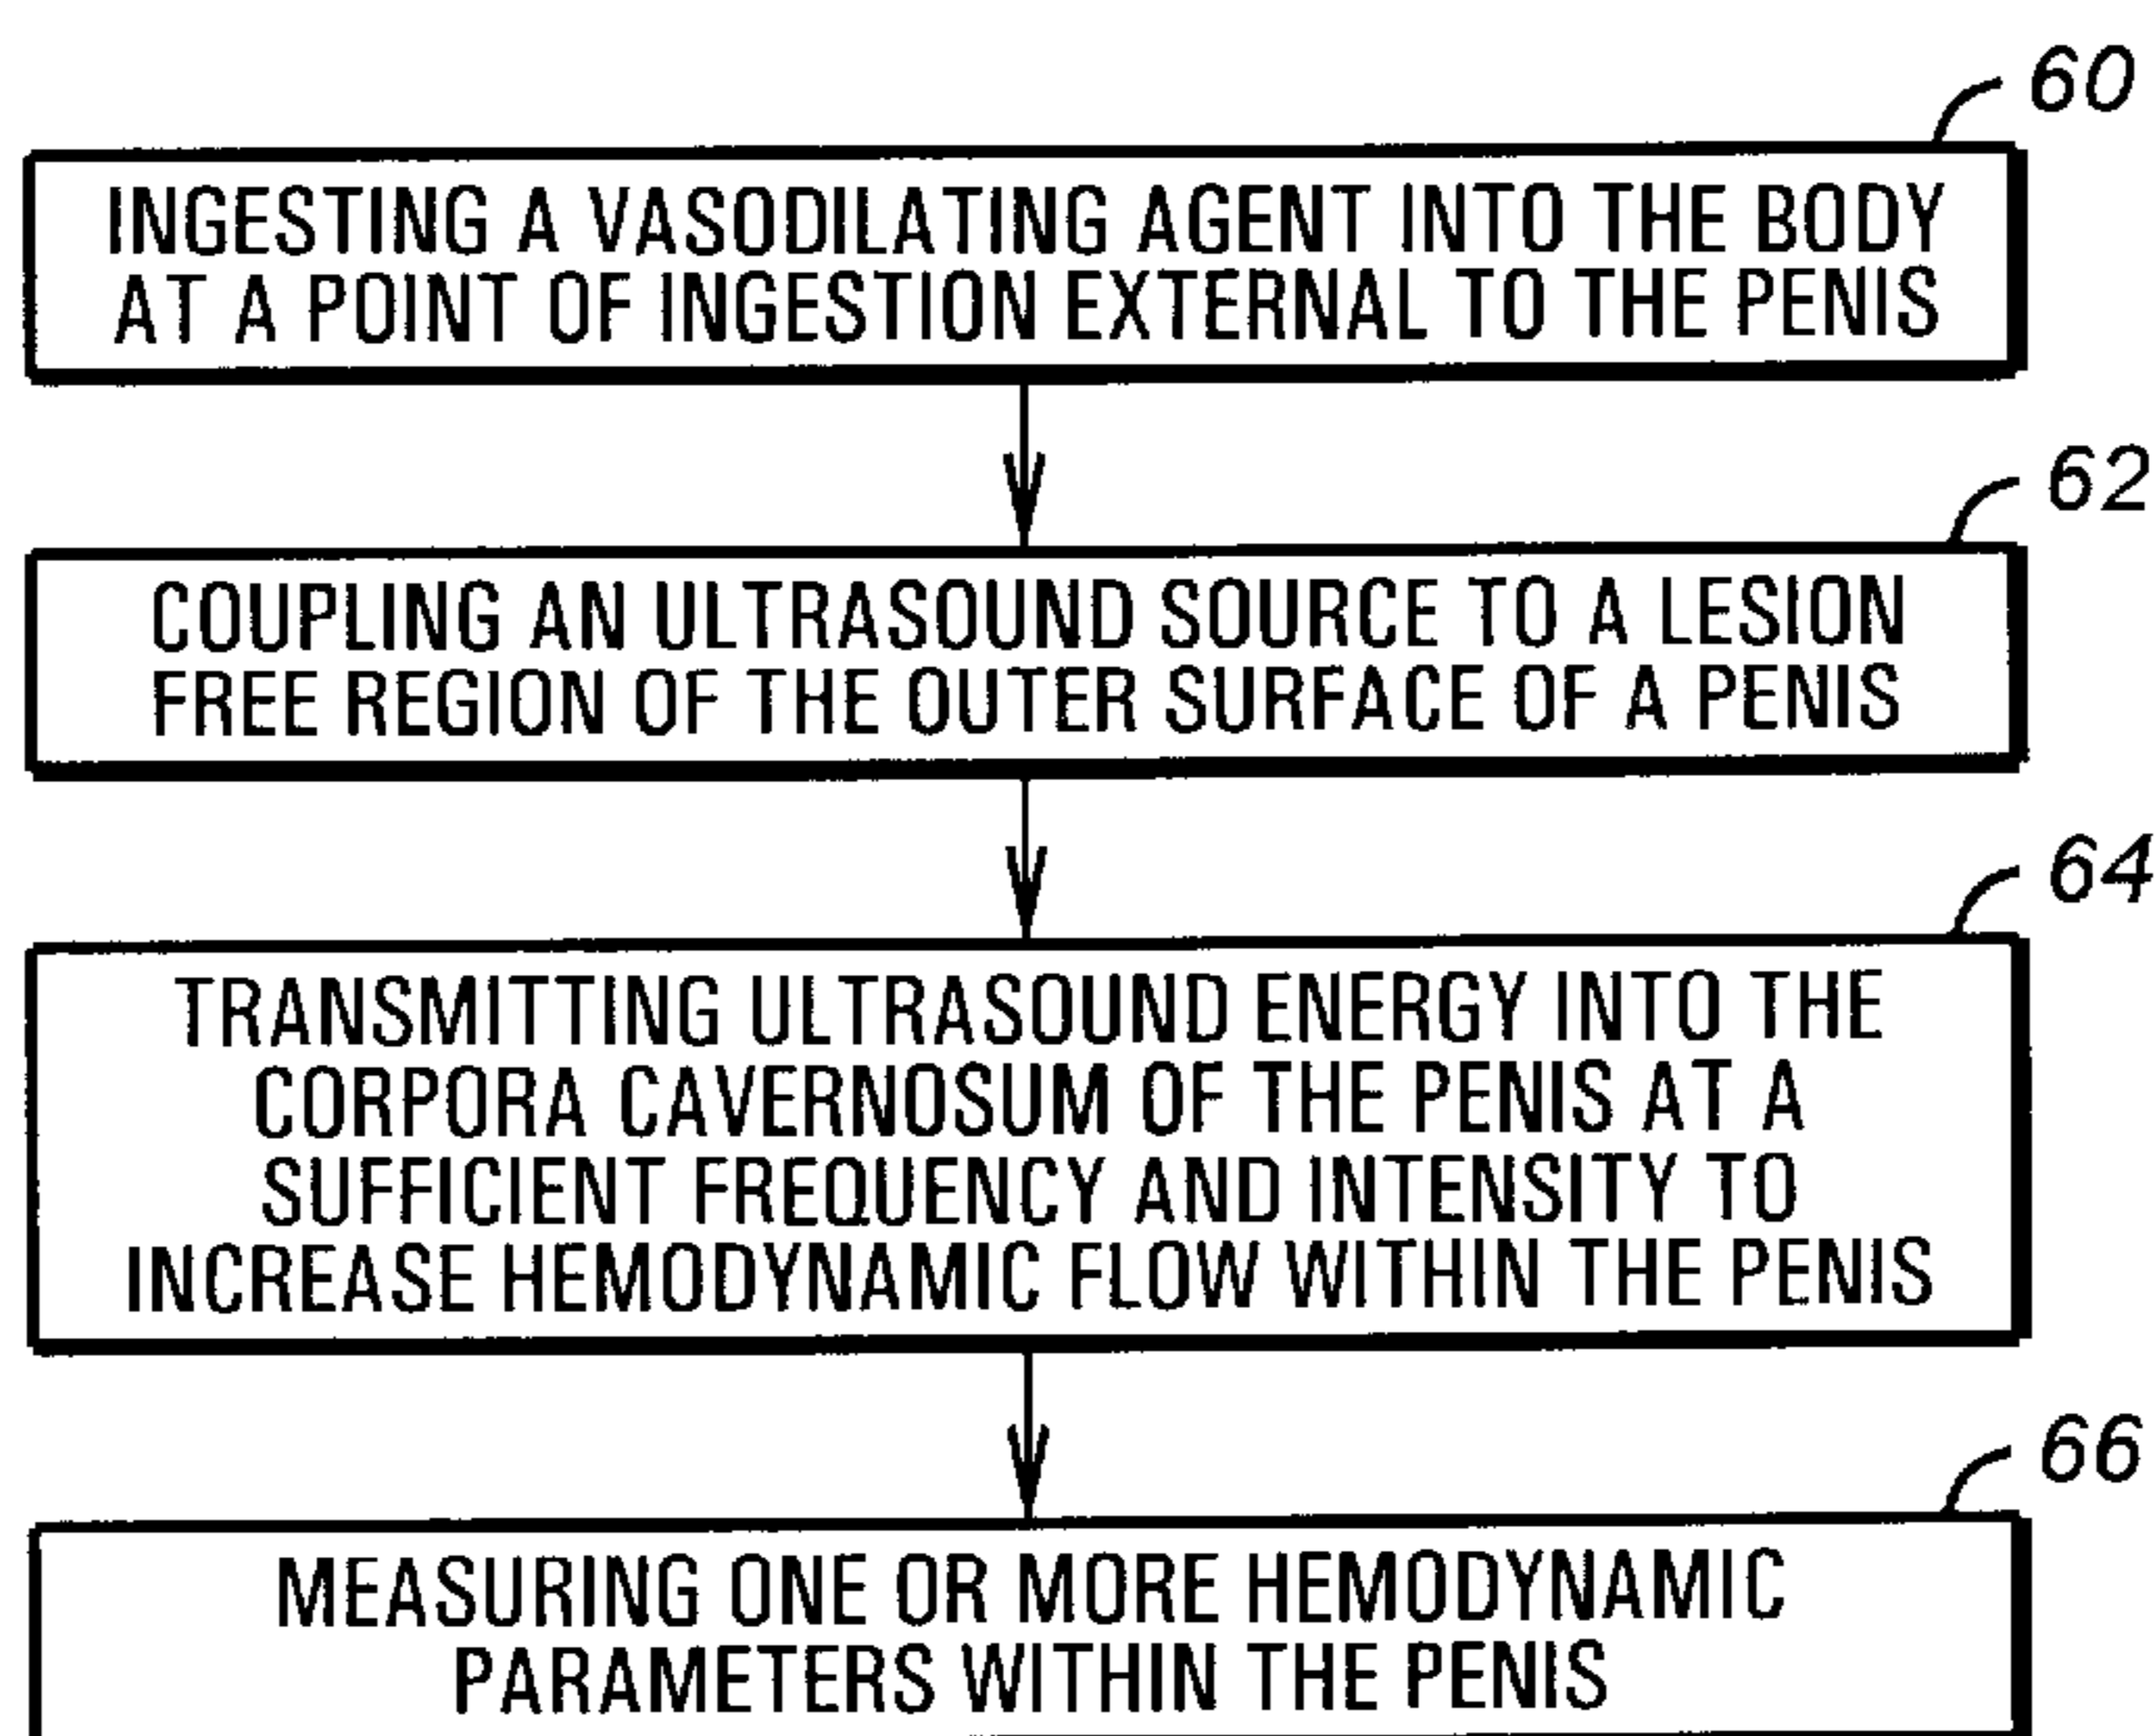 60
INGESTING A VASODILATING AGENT INTO THE BODY
AT A POINT OF INGESTION EXTERNAL TO THE PENIS
62
COUPLING AN ULTRASOUND SOURCE TO A LESION
FREE REGION OF THE OUTER SURFACE OF A PENIS
64
TRANSMITTING ULTRASOUND ENERGY INTO THE
CORPORA CAVERNOSUM OF THE PENIS AT A
SUFFICIENT FREQUENCY AND INTENSITY TO
INCREASE HEMODYNAMIC FLOW WITHIN THE PENIS
66
MEASURING ONE OR MORE HEMODYNAMIC
PARAMETERS WITHIN THE PENIS